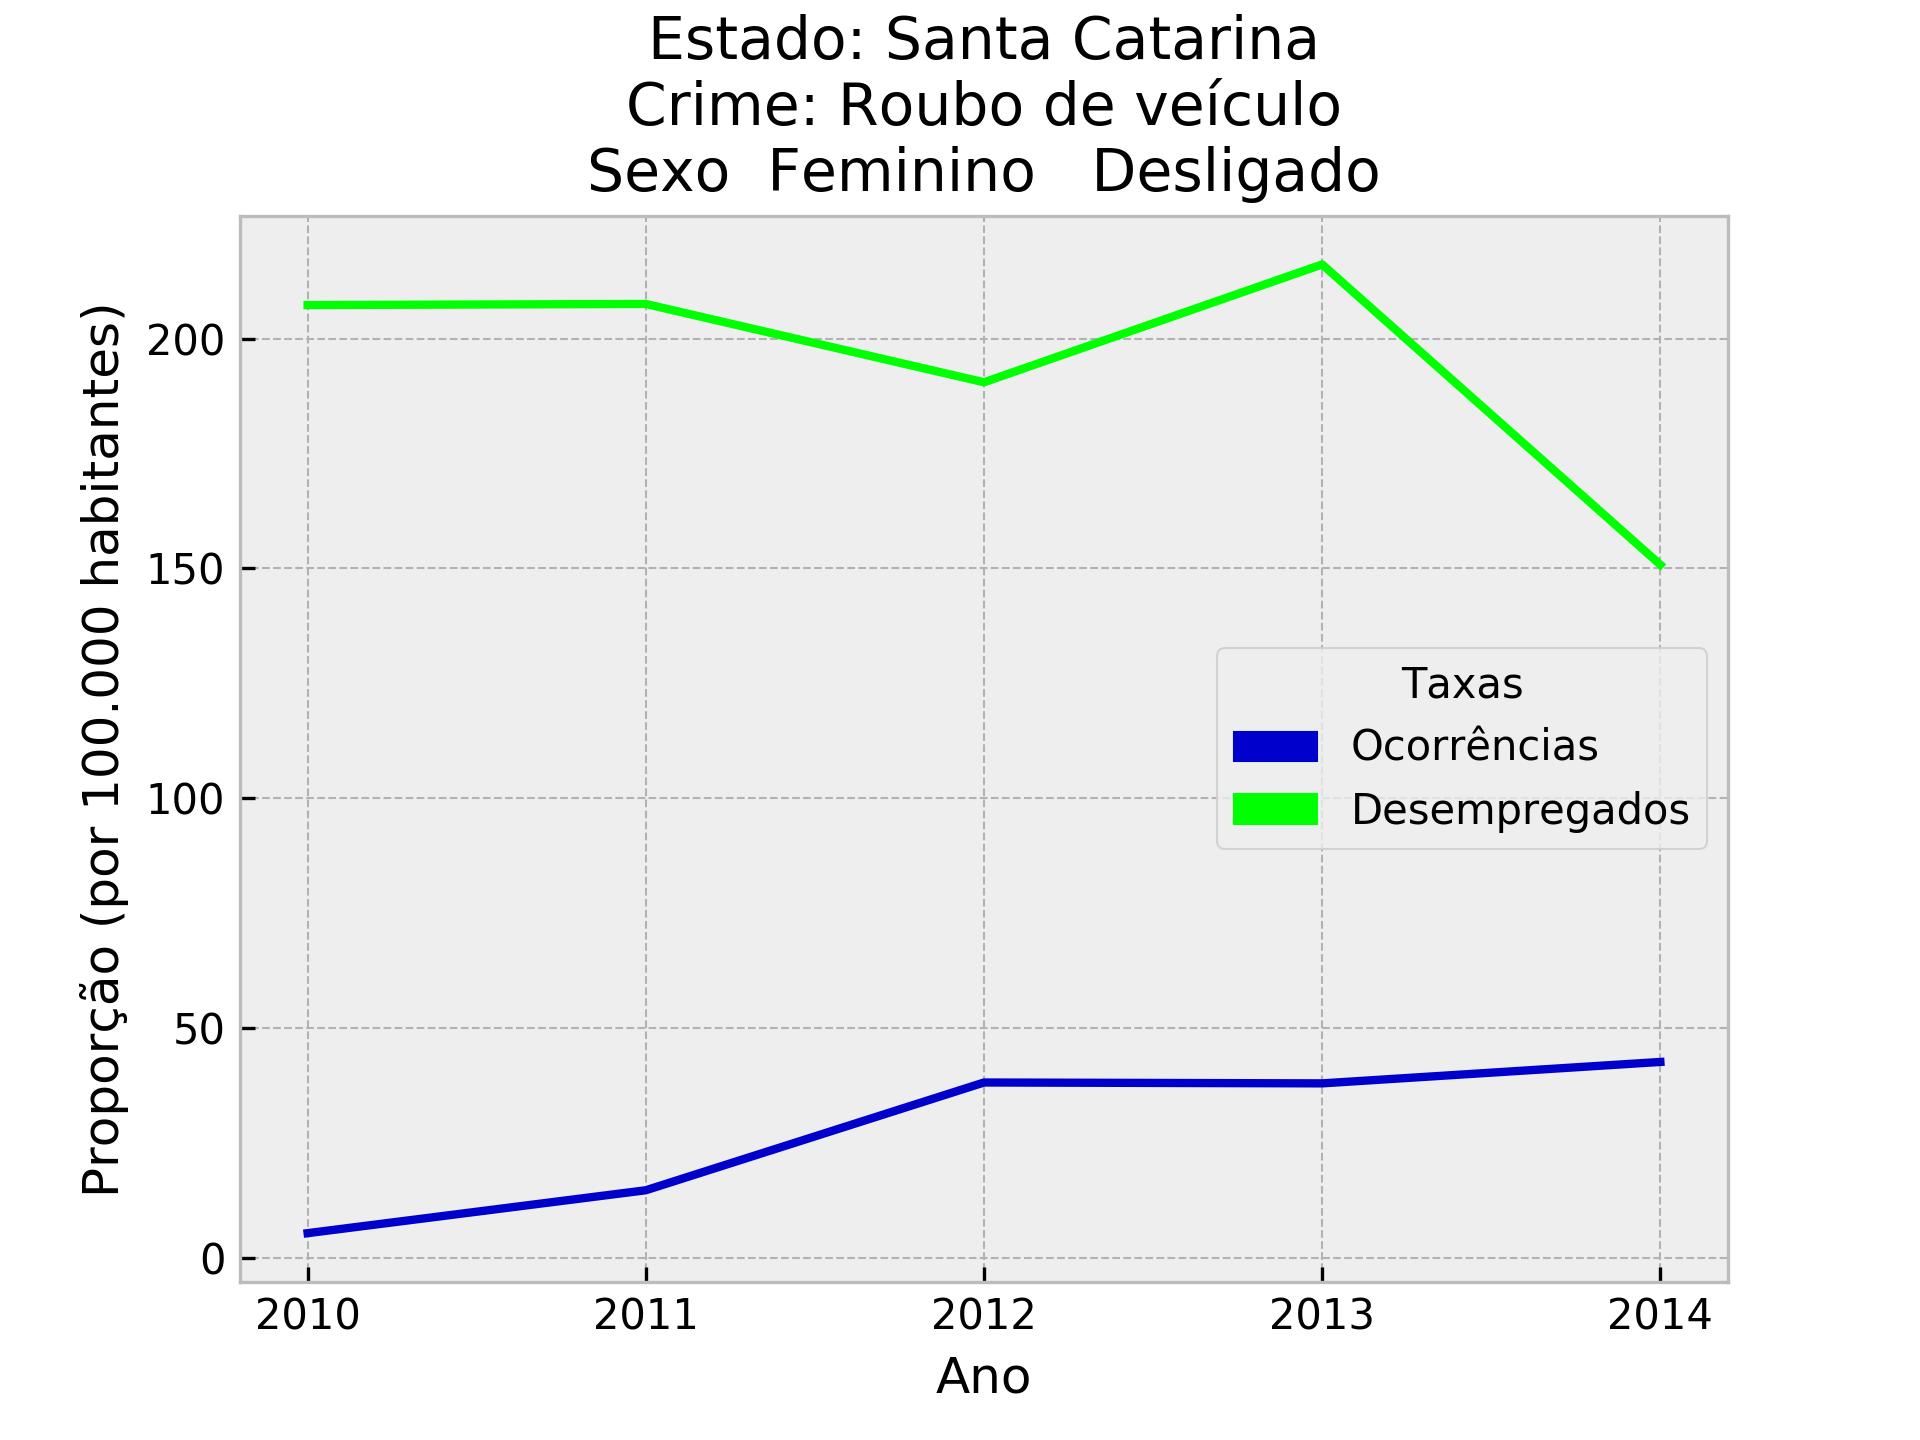 Estado: Santa Catarina
Crime: Roubo de veículo
Sexo  Feminino   Desligado
Proporção (por 100.000 habitantes)
200
150
100
50
0
Taxas
Ocorrências
Desempregados
2010 2011 2012 2013 2014
Ano